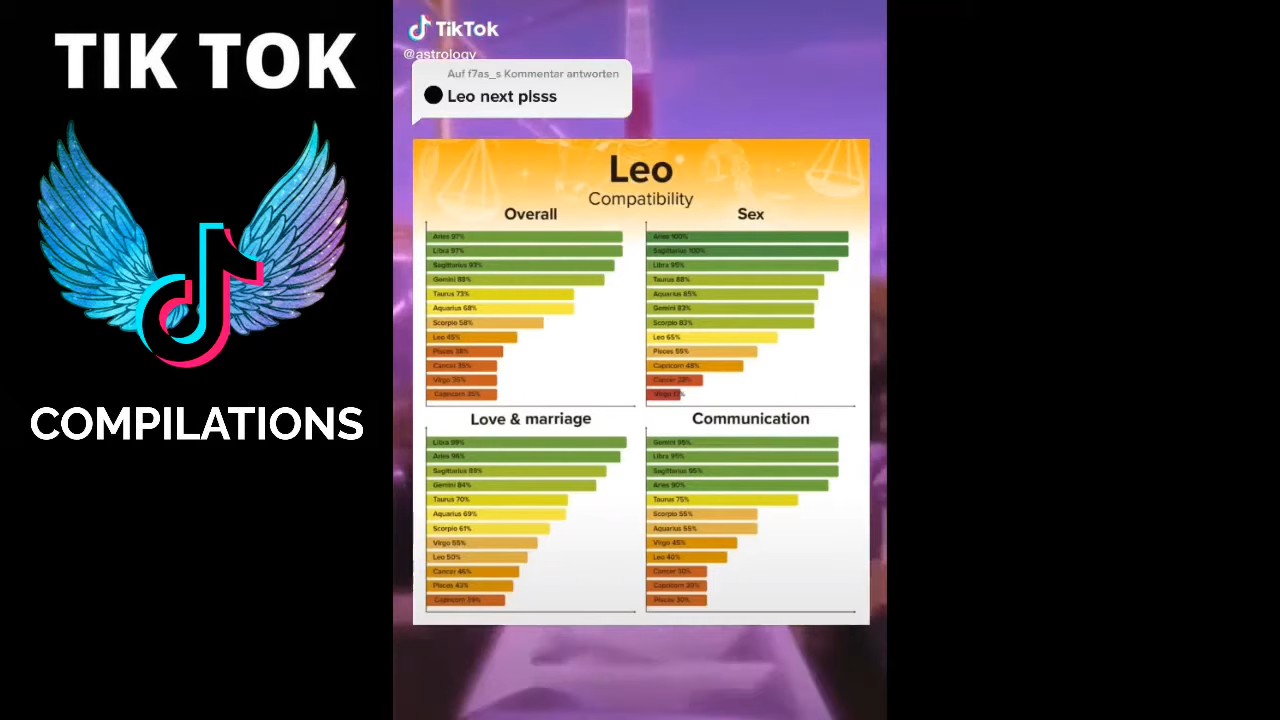 TIK TOK
COMPILATIONS
TikTok
@astrology
Auf f7as_s Kommentar antworten
Leo next plsss
Leo
Compatibility
Overall
Aries 97%
Libra 97%
Sagittarius 93%
Gemini 88%
Taurus 73%
Aquarius 68%
Scorpio 58%
Leo 45%
Pisces 38%
Cancer 35%
Virgo 35%
Capricorn 35%
Sex
Aries 100%
Sagittarius 100%
Libra 95%
Taurus 88%
Aquarius 85%
Gemini 83%
Scorpio 83%
Leo 65%
Pisces 55%
Capricorn 48%
Cancer 28%
Virgo 17%
Love & marriage
Libra 99%
Aries 96%
Sagittarius 89%
Gemini 84%
Taurus 70%
Aquarius 69%
Scorpio 61%
Virgo 55%
Leo 50%
Cancer 46%
Pisces 43%
Capricorn 39%
Communication
Gemini 95%
Libra 95%
Sagittarius 95%
Aries 90%
Taurus 75%
Scorpio 55%
Aquarius 55%
Virgo 45%
Leo 40%
Cancer 30%
Capricorn 30%
Pisces 30%